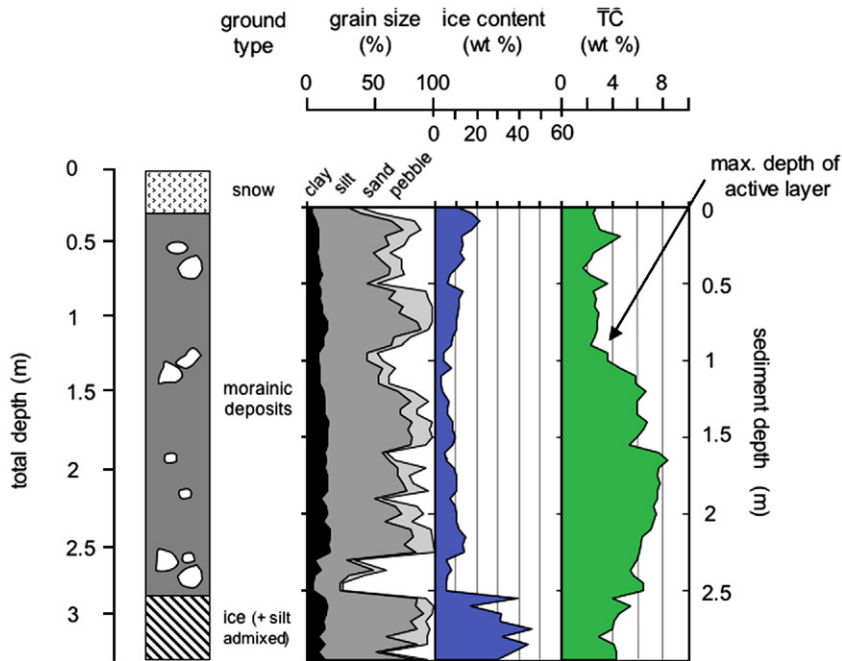 ground type
grain size (%)
ice content (wt %)
TC (wt %)
0 50 100 0 4 8
0 20 40 60
clay silt sand pebble
max. depth of
active layer
0 snow 0
0.5 0.5
1 1
morainic
deposits
1.5 1.5
2 2
2.5 2.5
3
ice (+ silt
admixed)
total depth (m)
sediment depth (m)